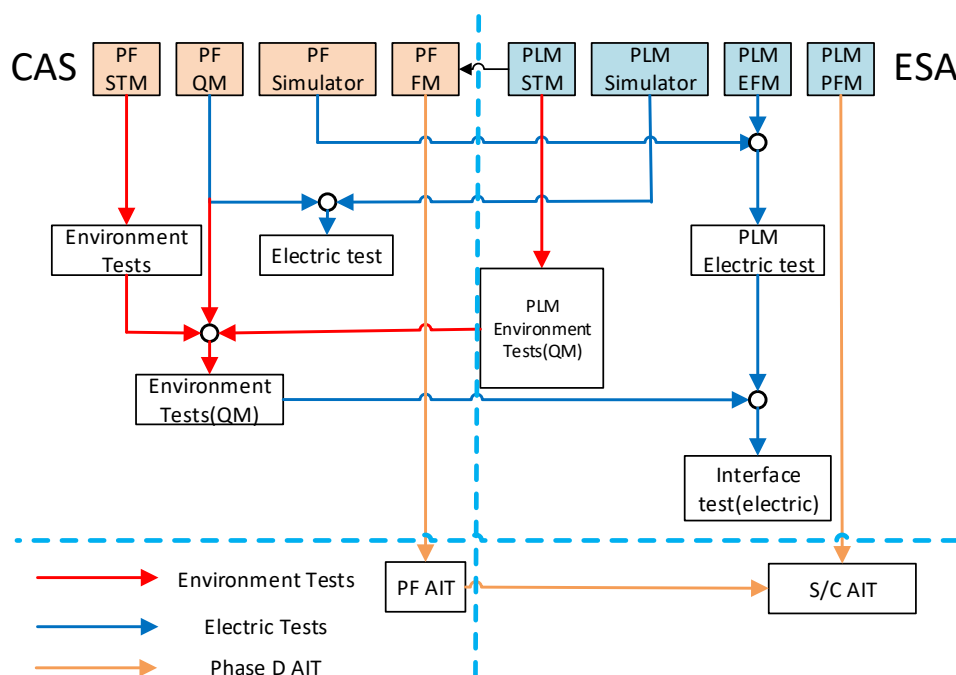 CAS
PF
STM
PF
QM
PF
Simulator
PF
FM
PLM
STM
PLM
Simulator
PLM
EFM
PLM
PFM
ESA
Environment
Tests
Electric test
PLM
Electric test
PLM
Environment
Tests(QM)
Environment
Tests(QM)
Interface
test(electric)
PF AIT
S/C AIT
Environment Tests
Electric Tests
Phase D AIT